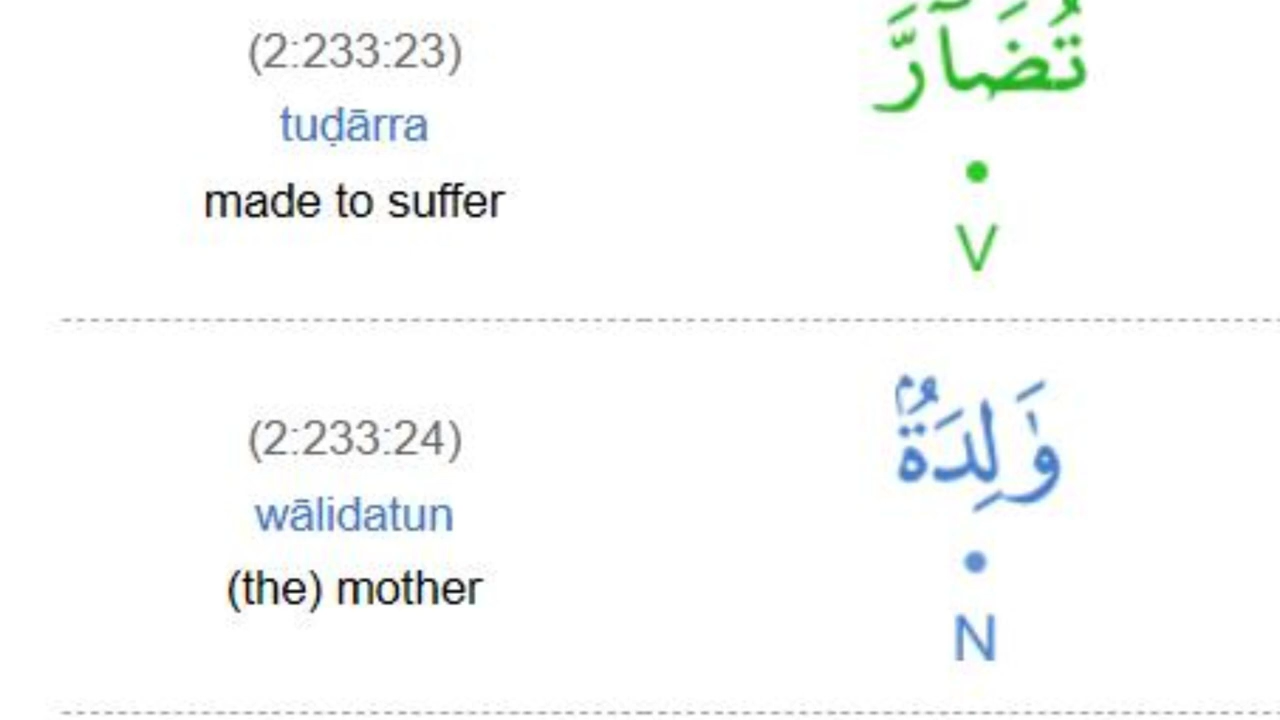 (2:233:23)
tuḍārra
made to suffer
تُضَآرَّ
V
(2:233:24)
wālidatun
(the) mother
وَٰلِدَةٌۢ
N